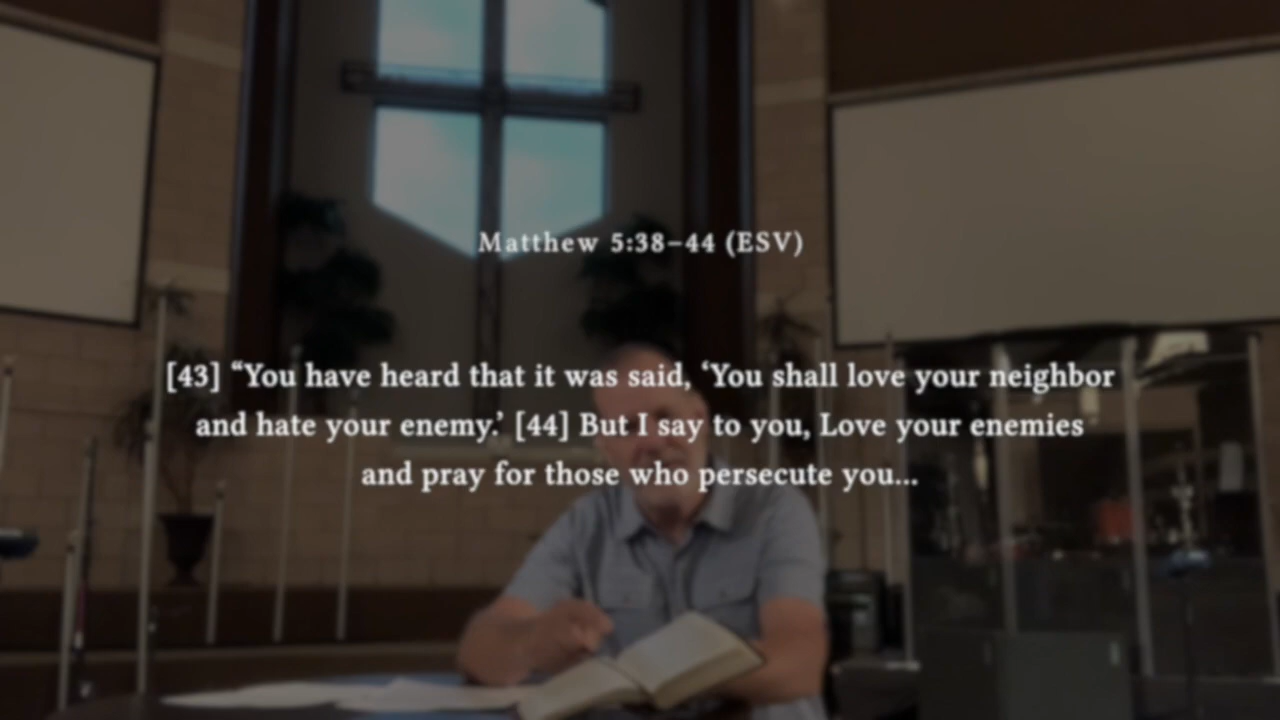 Matthew 5:38–44 (ESV)
[43] “You have heard that it was said, ‘You shall love your neighbor
and hate your enemy.’ [44] But I say to you, Love your enemies
and pray for those who persecute you...